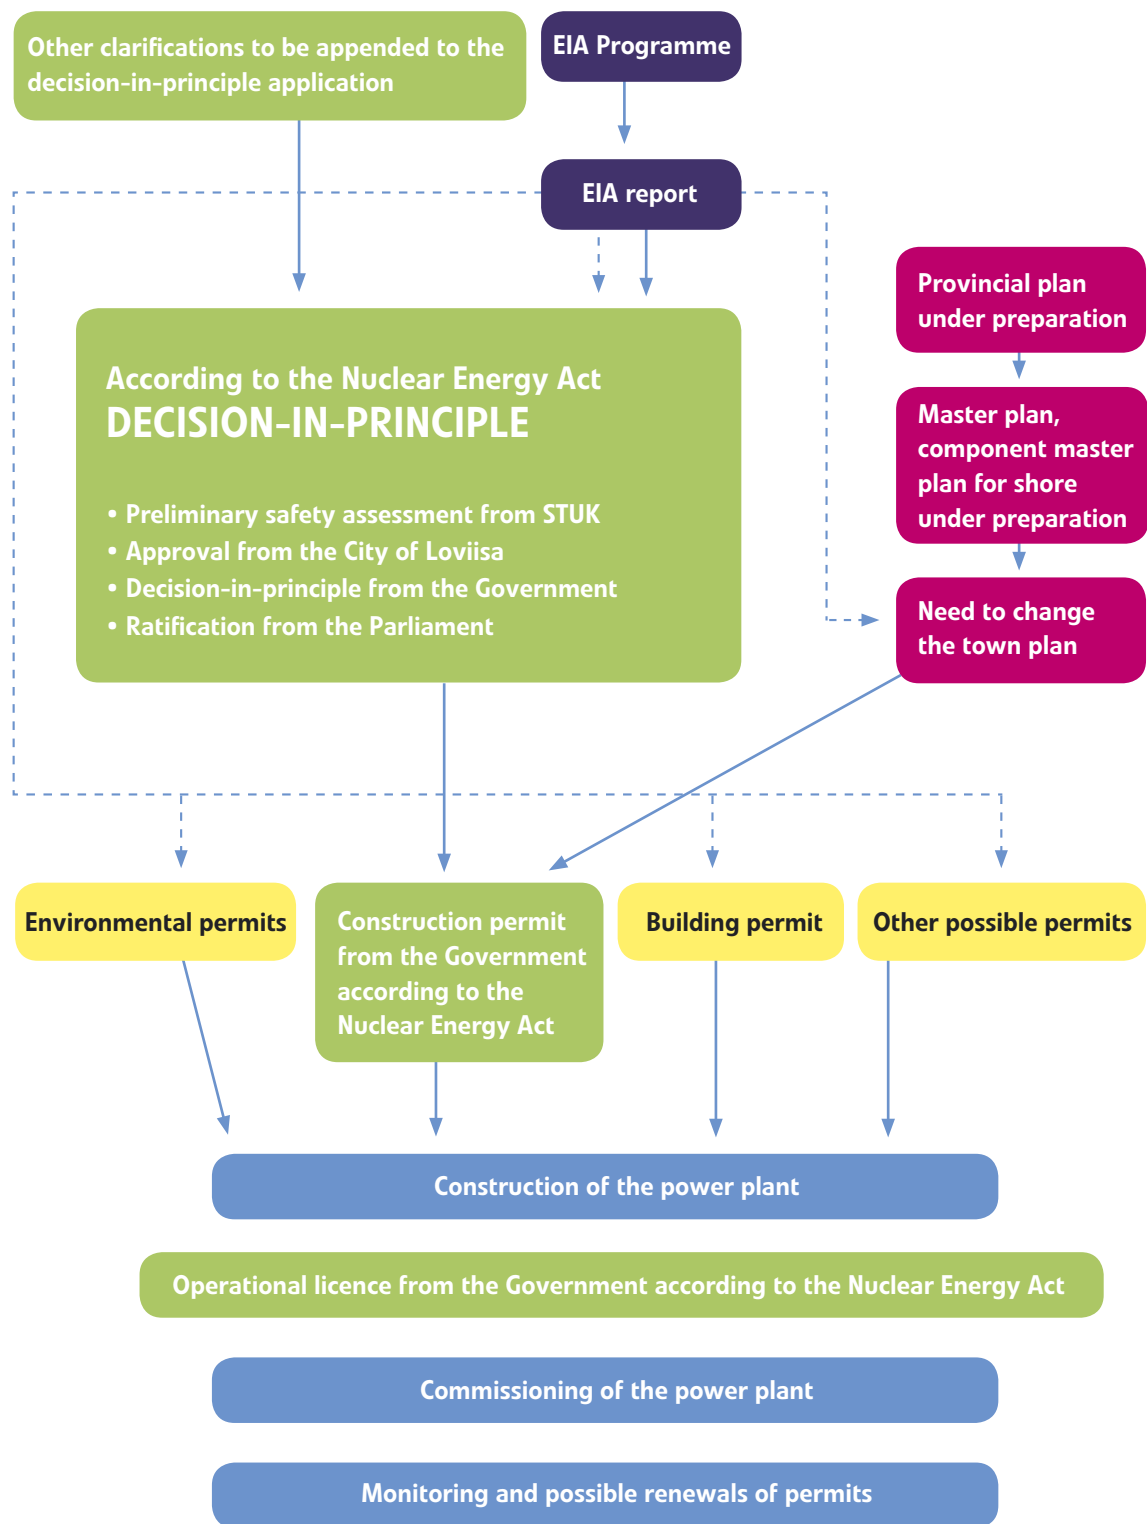 Other clarifications to be appended to the
decision-in-principle application
EIA Programme
EIA report
Provincial plan
under preparation
According to the Nuclear Energy Act
DECISION-IN-PRINCIPLE
• Preliminary safety assessment from STUK
• Approval from the City of Loviisa
• Decision-in-principle from the Government
• Ratification from the Parliament
Master plan,
component master
plan for shore
under preparation
Need to change
the town plan
Environmental permits
Construction permit
from the Government
according to the
Nuclear Energy Act
Building permit
Other possible permits
Construction of the power plant
Operational licence from the Government according to the Nuclear Energy Act
Commissioning of the power plant
Monitoring and possible renewals of permits